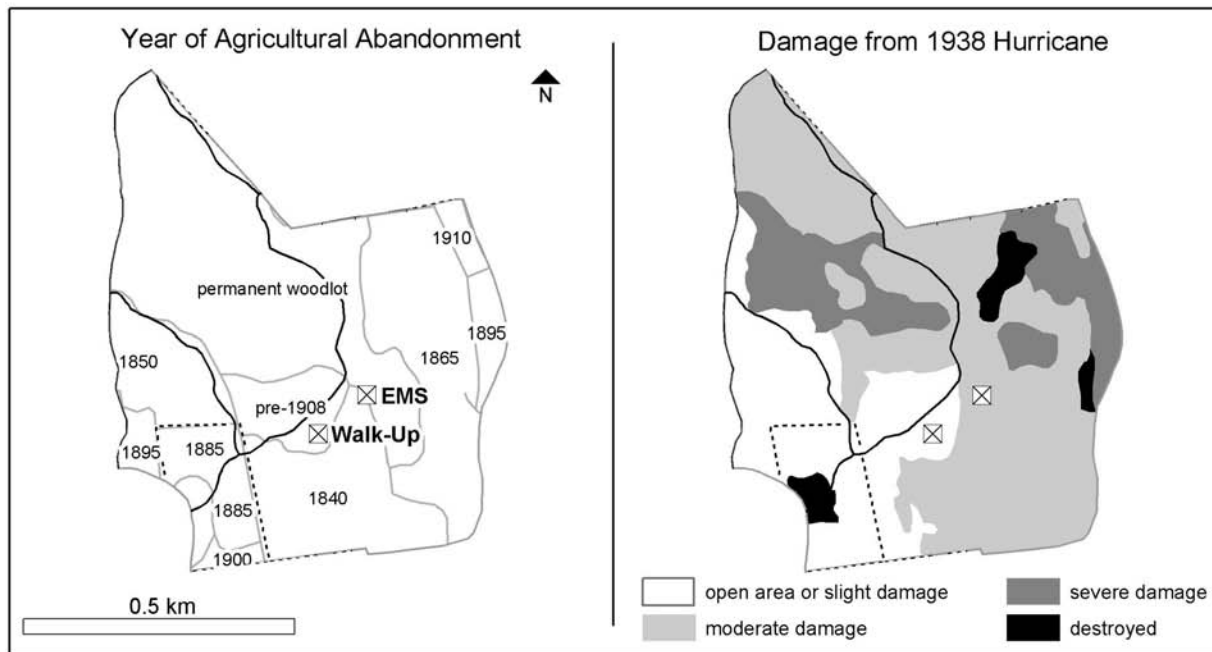 Year of Agricultural Abandonment
N
1910
permanent woodlot
1895
1850
1865
EMS
pre-1908
Walk-Up
1895
1885
1840
1885
1900
0.5 km
Damage from 1938 Hurricane
open area or slight damage
severe damage
moderate damage
destroyed